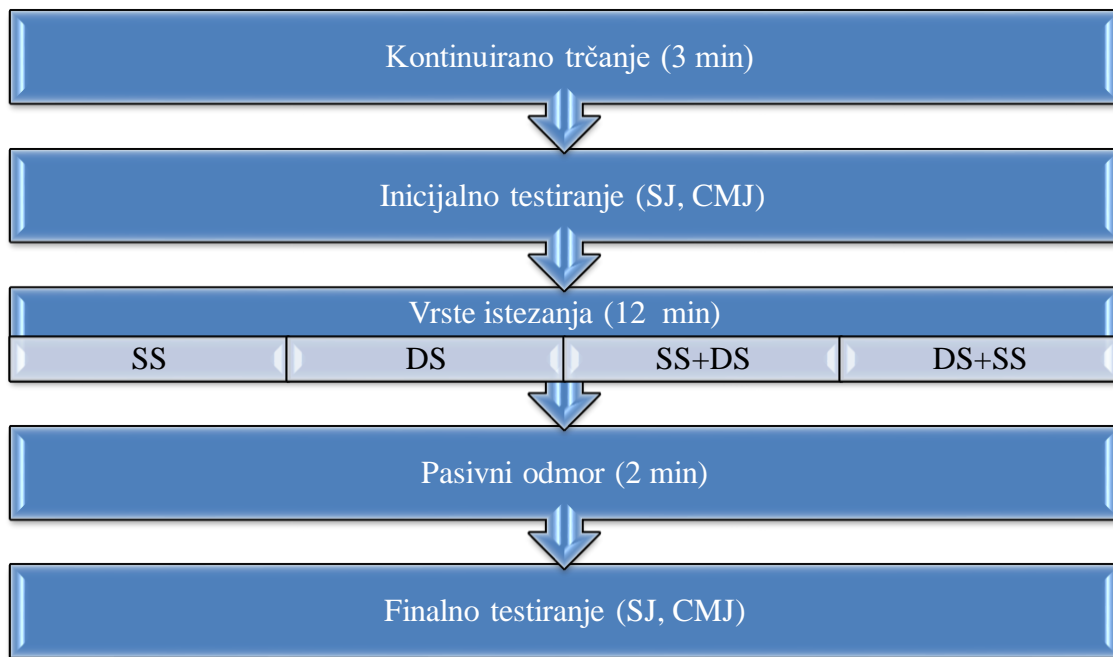 Kontinuirano trčanje (3 min)
Inicijalno testiranje (SJ, CMJ)
Vrste istezanja (12 min)
SS DS SS+DS DS+SS
Pasivni odmor (2 min)
Finalno testiranje (SJ, CMJ)